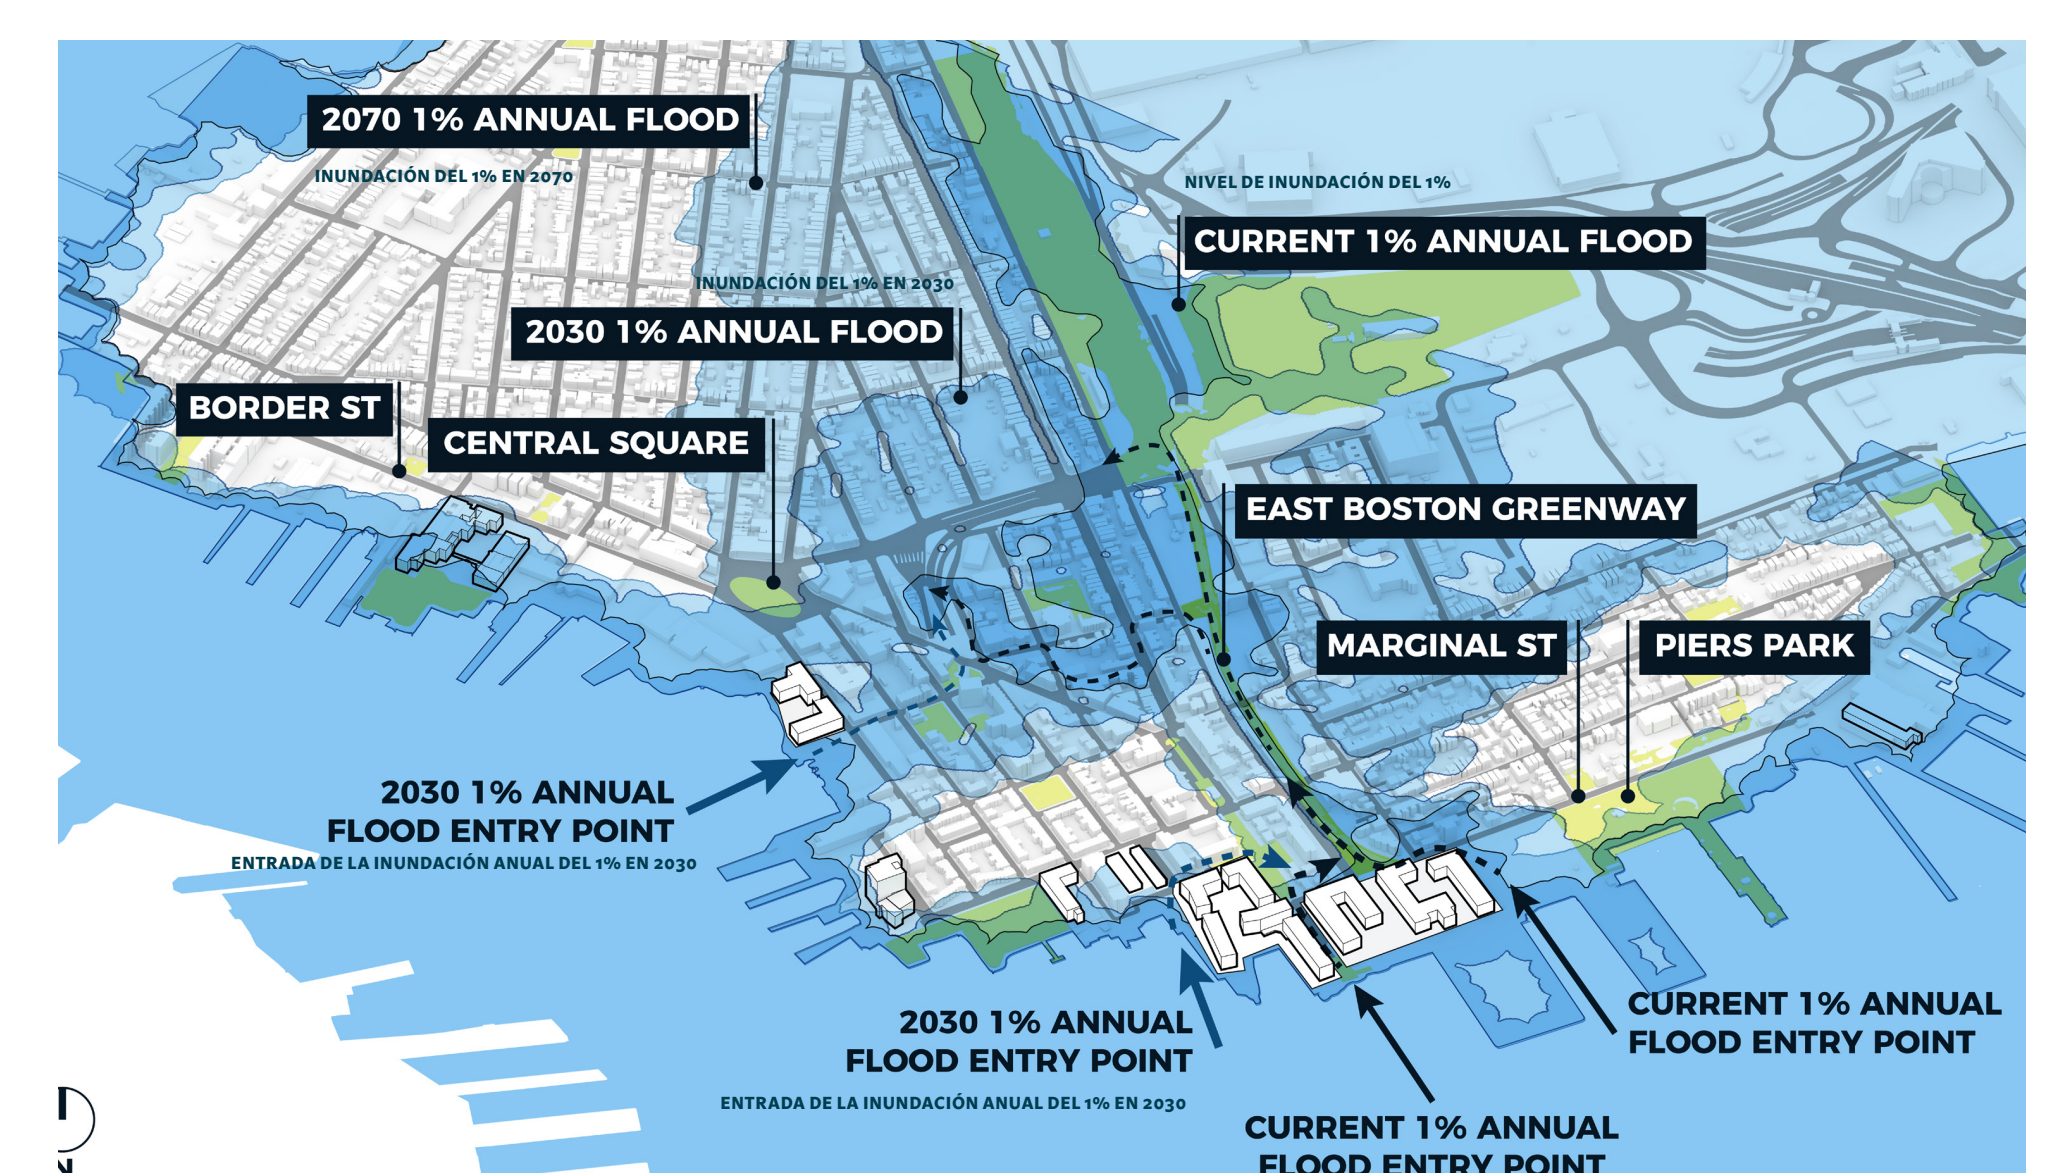 2070 1% ANNUAL FLOOD
INUNDACIÓN DEL 1% EN 2070
NIVEL DE INUNDACIÓN DEL 1%
CURRENT 1% ANNUAL FLOOD
INUNDACIÓN DEL 1% EN 2030
2030 1% ANNUAL FLOOD
BORDER ST
CENTRAL SQUARE
EAST BOSTON GREENWAY
MARGINAL ST
PIERS PARK
2030 1% ANNUAL
FLOOD ENTRY POINT
ENTRADA DE LA INUNDACIÓN ANUAL DEL 1% EN 2030
2030 1% ANNUAL
FLOOD ENTRY POINT
ENTRADA DE LA INUNDACIÓN ANUAL DEL 1% EN 2030
CURRENT 1% ANNUAL
FLOOD ENTRY POINT
CURRENT 1% ANNUAL
FLOOD ENTRY POINT
N